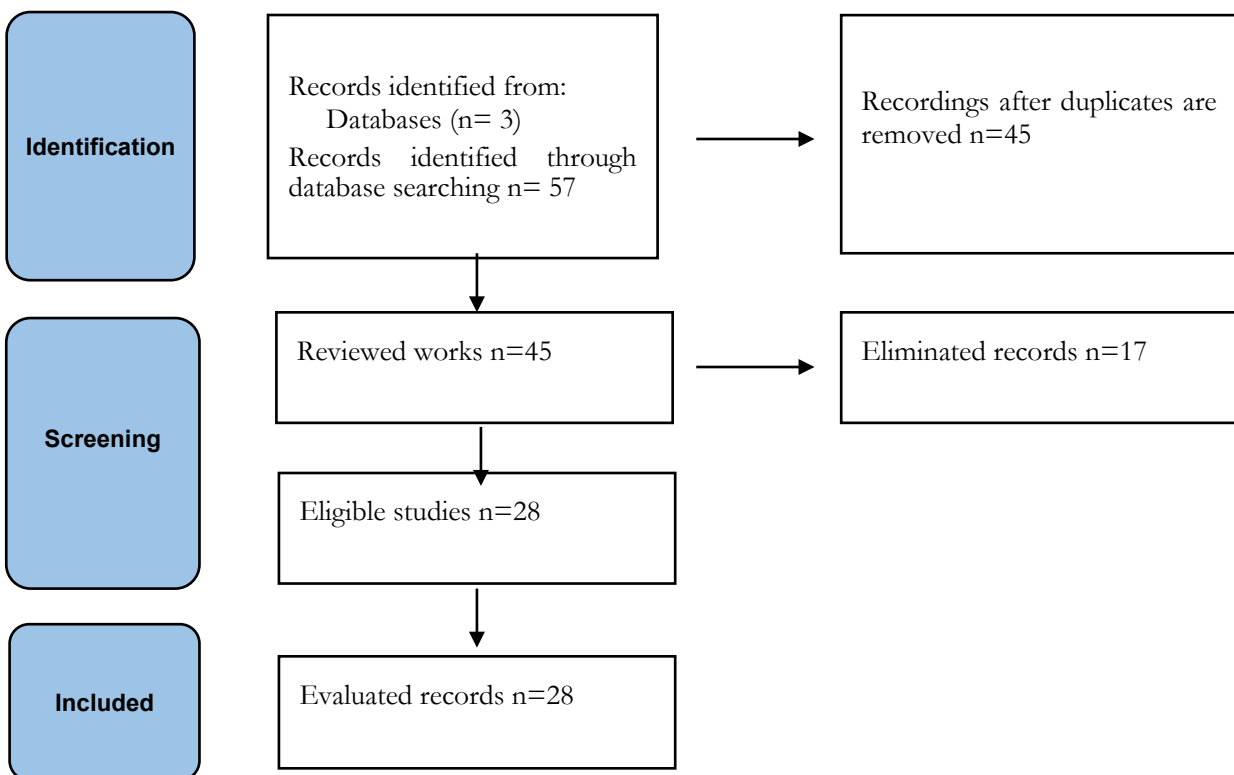 Identification
Records identified from:
Databases (n= 3)
Records identified through
database searching n= 57
Recordings after duplicates are
removed n=45
Screening
Reviewed works n=45
Eliminated records n=17
Eligible studies n=28
Included
Evaluated records n=28